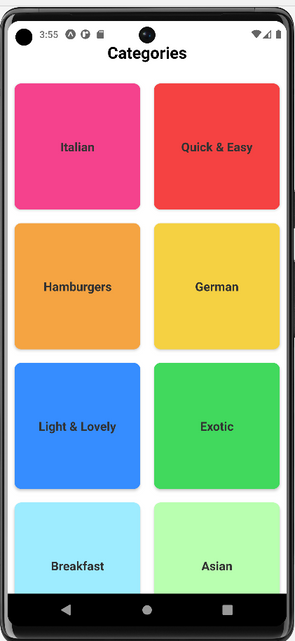 3:55
Categories
Italian
Quick & Easy
Hamburgers
German
Light & Lovely
Exotic
Breakfast
Asian